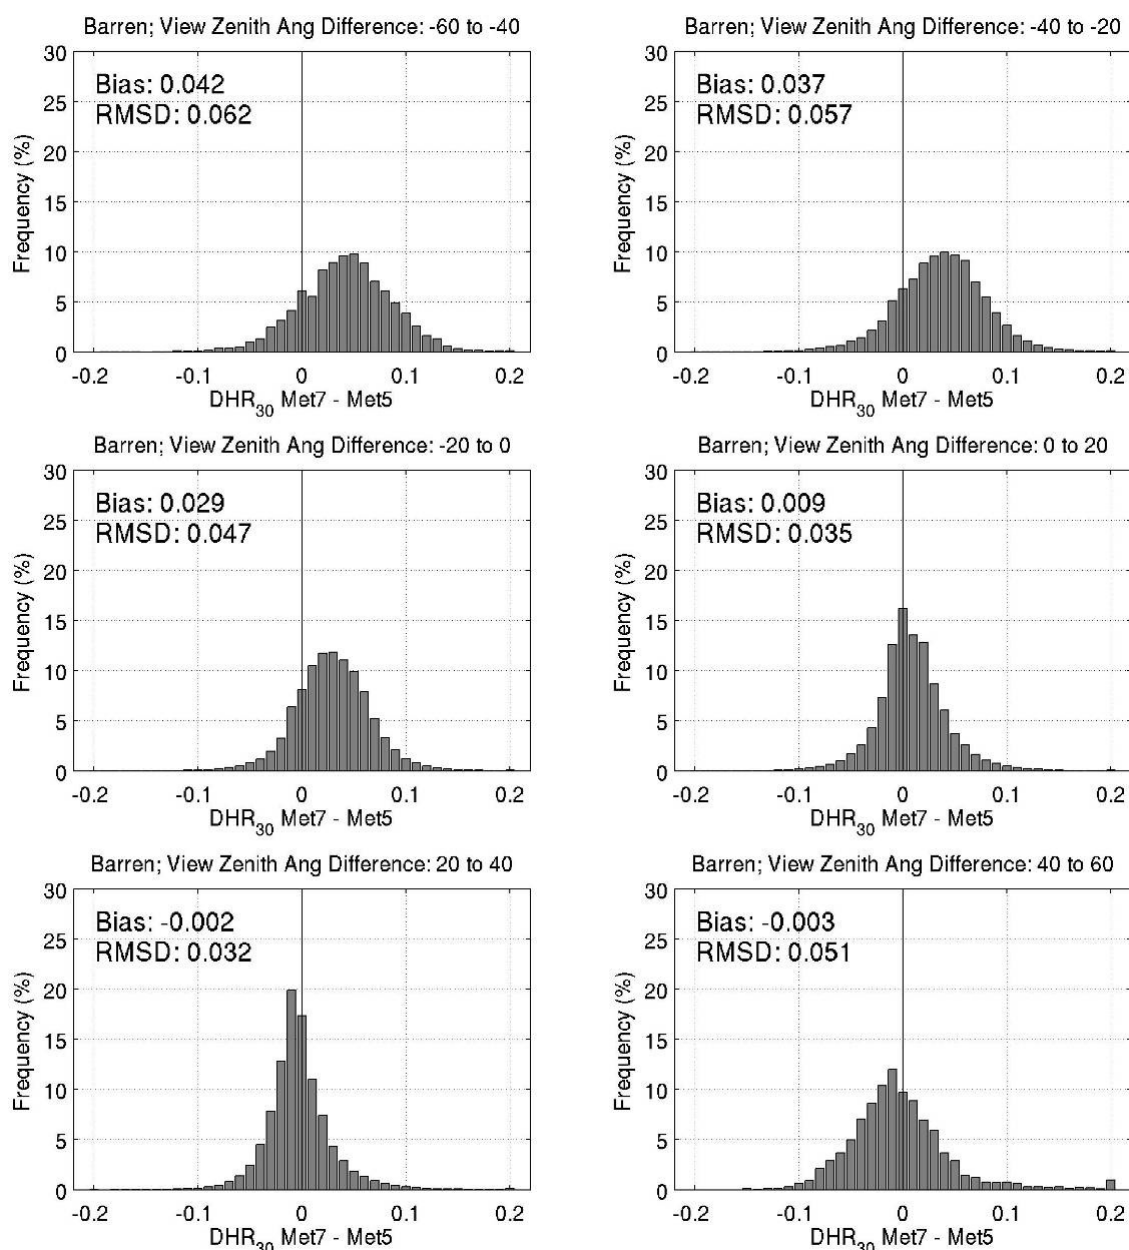 Barren; View Zenith Ang Difference: -60 to -40
Bias: 0.042
RMSD: 0.062
Frequency (%)
30
25
20
15
10
5
0
-0.2
-0.1
0
0.1
0.2
DHR30 Met7 - Met5
Barren; View Zenith Ang Difference: -40 to -20
Bias: 0.037
RMSD: 0.057
Frequency (%)
30
25
20
15
10
5
0
-0.2
-0.1
0
0.1
0.2
DHR30 Met7 - Met5
Barren; View Zenith Ang Difference: -20 to 0
Bias: 0.029
RMSD: 0.047
Frequency (%)
30
25
20
15
10
5
0
-0.2
-0.1
0
0.1
0.2
DHR30 Met7 - Met5
Barren; View Zenith Ang Difference: 0 to 20
Bias: 0.009
RMSD: 0.035
Frequency (%)
30
25
20
15
10
5
0
-0.2
-0.1
0
0.1
0.2
DHR30 Met7 - Met5
Barren; View Zenith Ang Difference: 20 to 40
Bias: -0.002
RMSD: 0.032
Frequency (%)
30
25
20
15
10
5
0
-0.2
-0.1
0
0.1
0.2
DHR30 Met7 - Met5
Barren; View Zenith Ang Difference: 40 to 60
Bias: -0.003
RMSD: 0.051
Frequency (%)
30
25
20
15
10
5
0
-0.2
-0.1
0
0.1
0.2
DHR30 Met7 - Met5